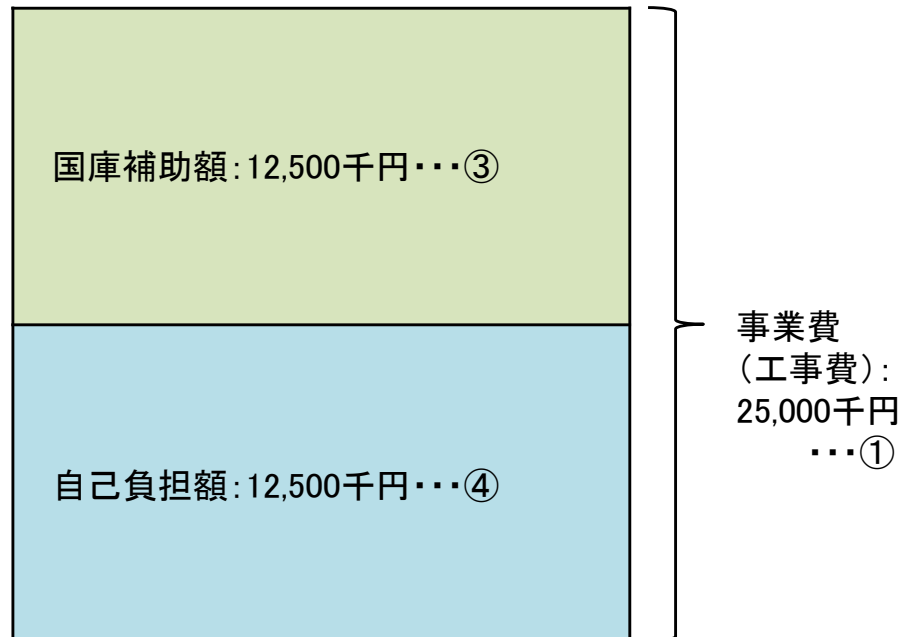 国庫補助額：12,500千円・・・③
事業費
（工事費）：
25,000千円
・・・①
自己負担額：12,500千円・・・④